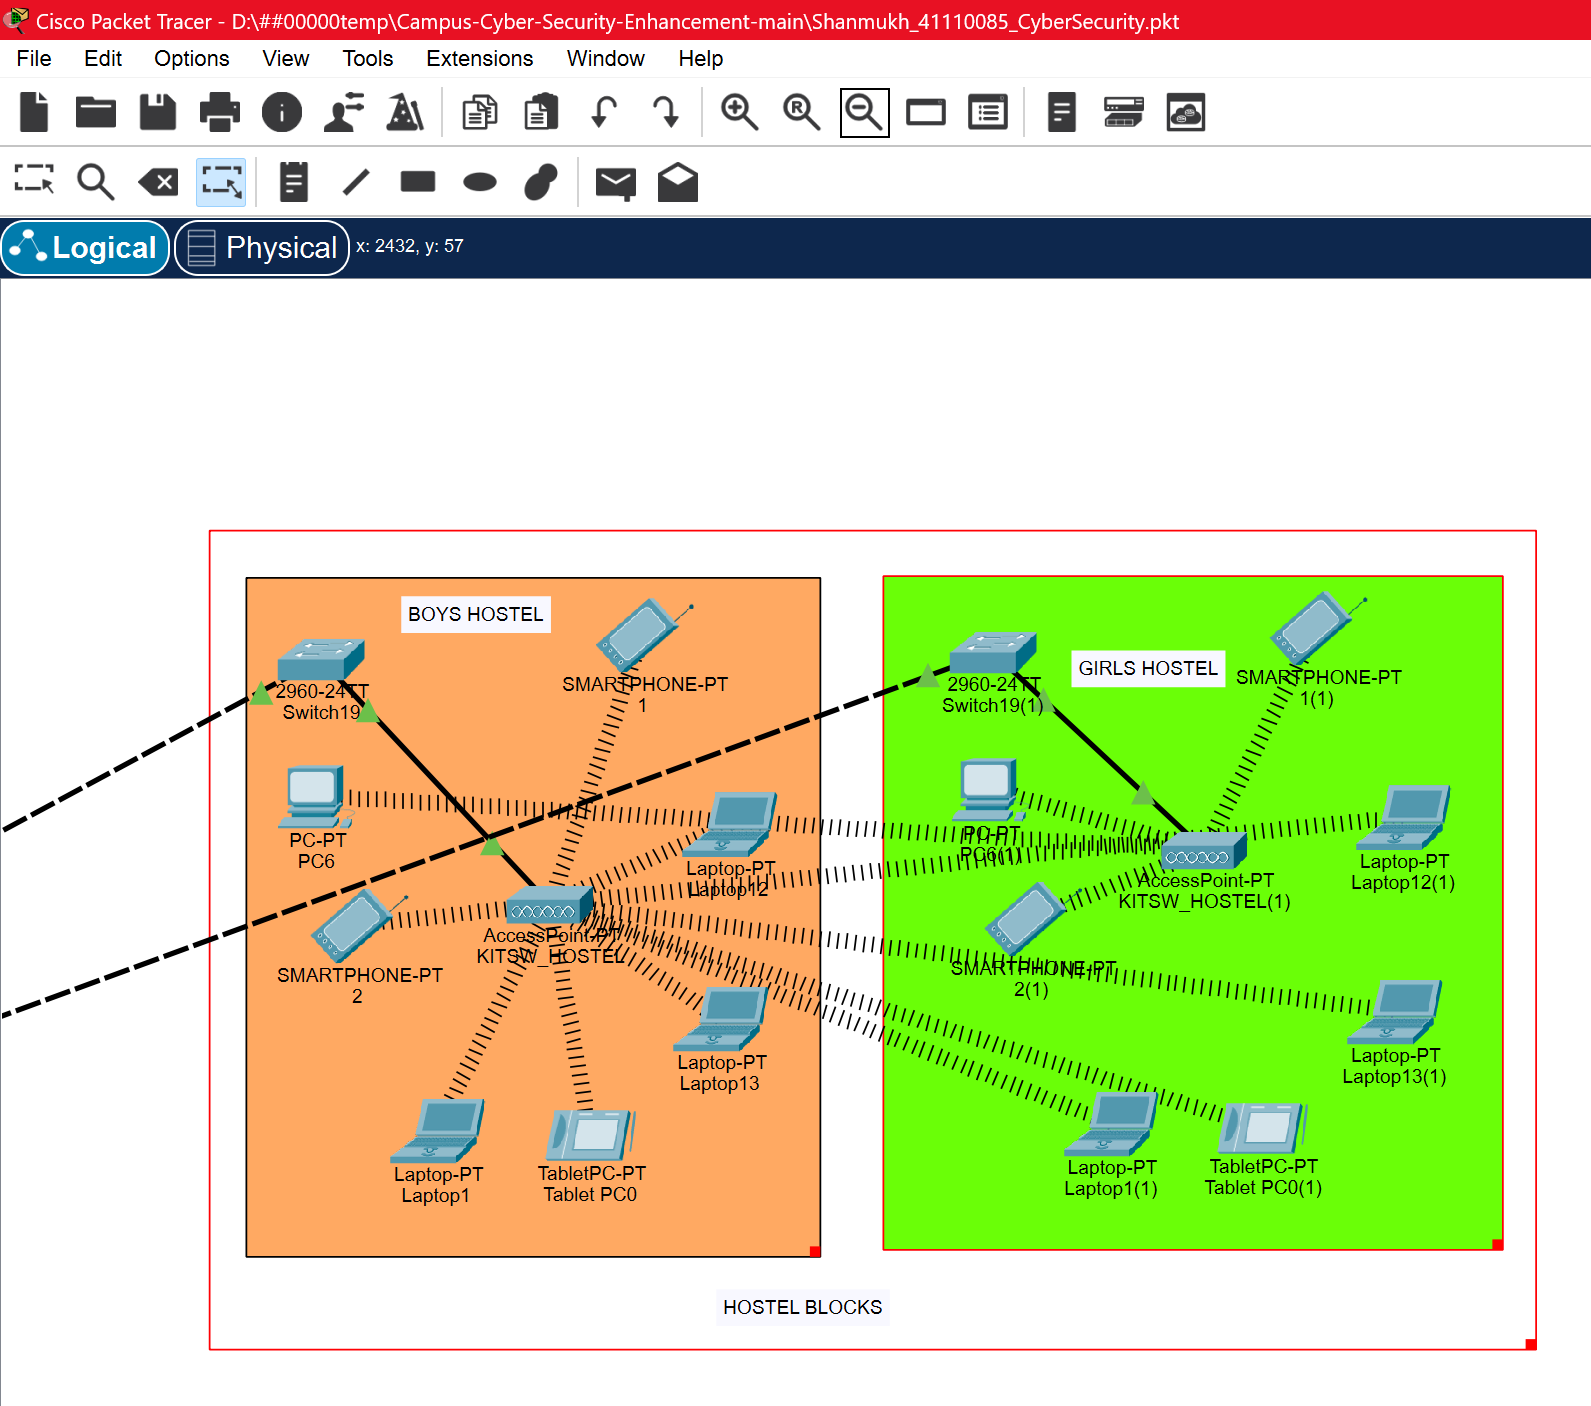 Cisco Packet Tracer - D:\##00000temp\Campus-Cyber-Security-Enhancement-main\Shanmukh_41110085_CyberSecurity.pkt
File Edit Options View Tools Extensions Window Help
Logical Physical x: 2432, y: 57
BOYS HOSTEL
2960-24TT
Switch19
SMARTPHONE-PT
1
PC-PT
PC6
Laptop-PT
Laptop12
AccessPoint-PT
KITSW_HOSTEL
SMARTPHONE-PT
2
Laptop-PT
Laptop13
Laptop-PT
Laptop1
TabletPC-PT
Tablet PC0
GIRLS HOSTEL
2960-24TT
Switch19(1)
SMARTPHONE-PT
1(1)
PC-PT
PC6(1)
Laptop-PT
Laptop12(1)
AccessPoint-PT
KITSW_HOSTEL(1)
SMARTPHONE-PT
2(1)
Laptop-PT
Laptop13(1)
Laptop-PT
Laptop1(1)
TabletPC-PT
Tablet PC0(1)
HOSTEL BLOCKS